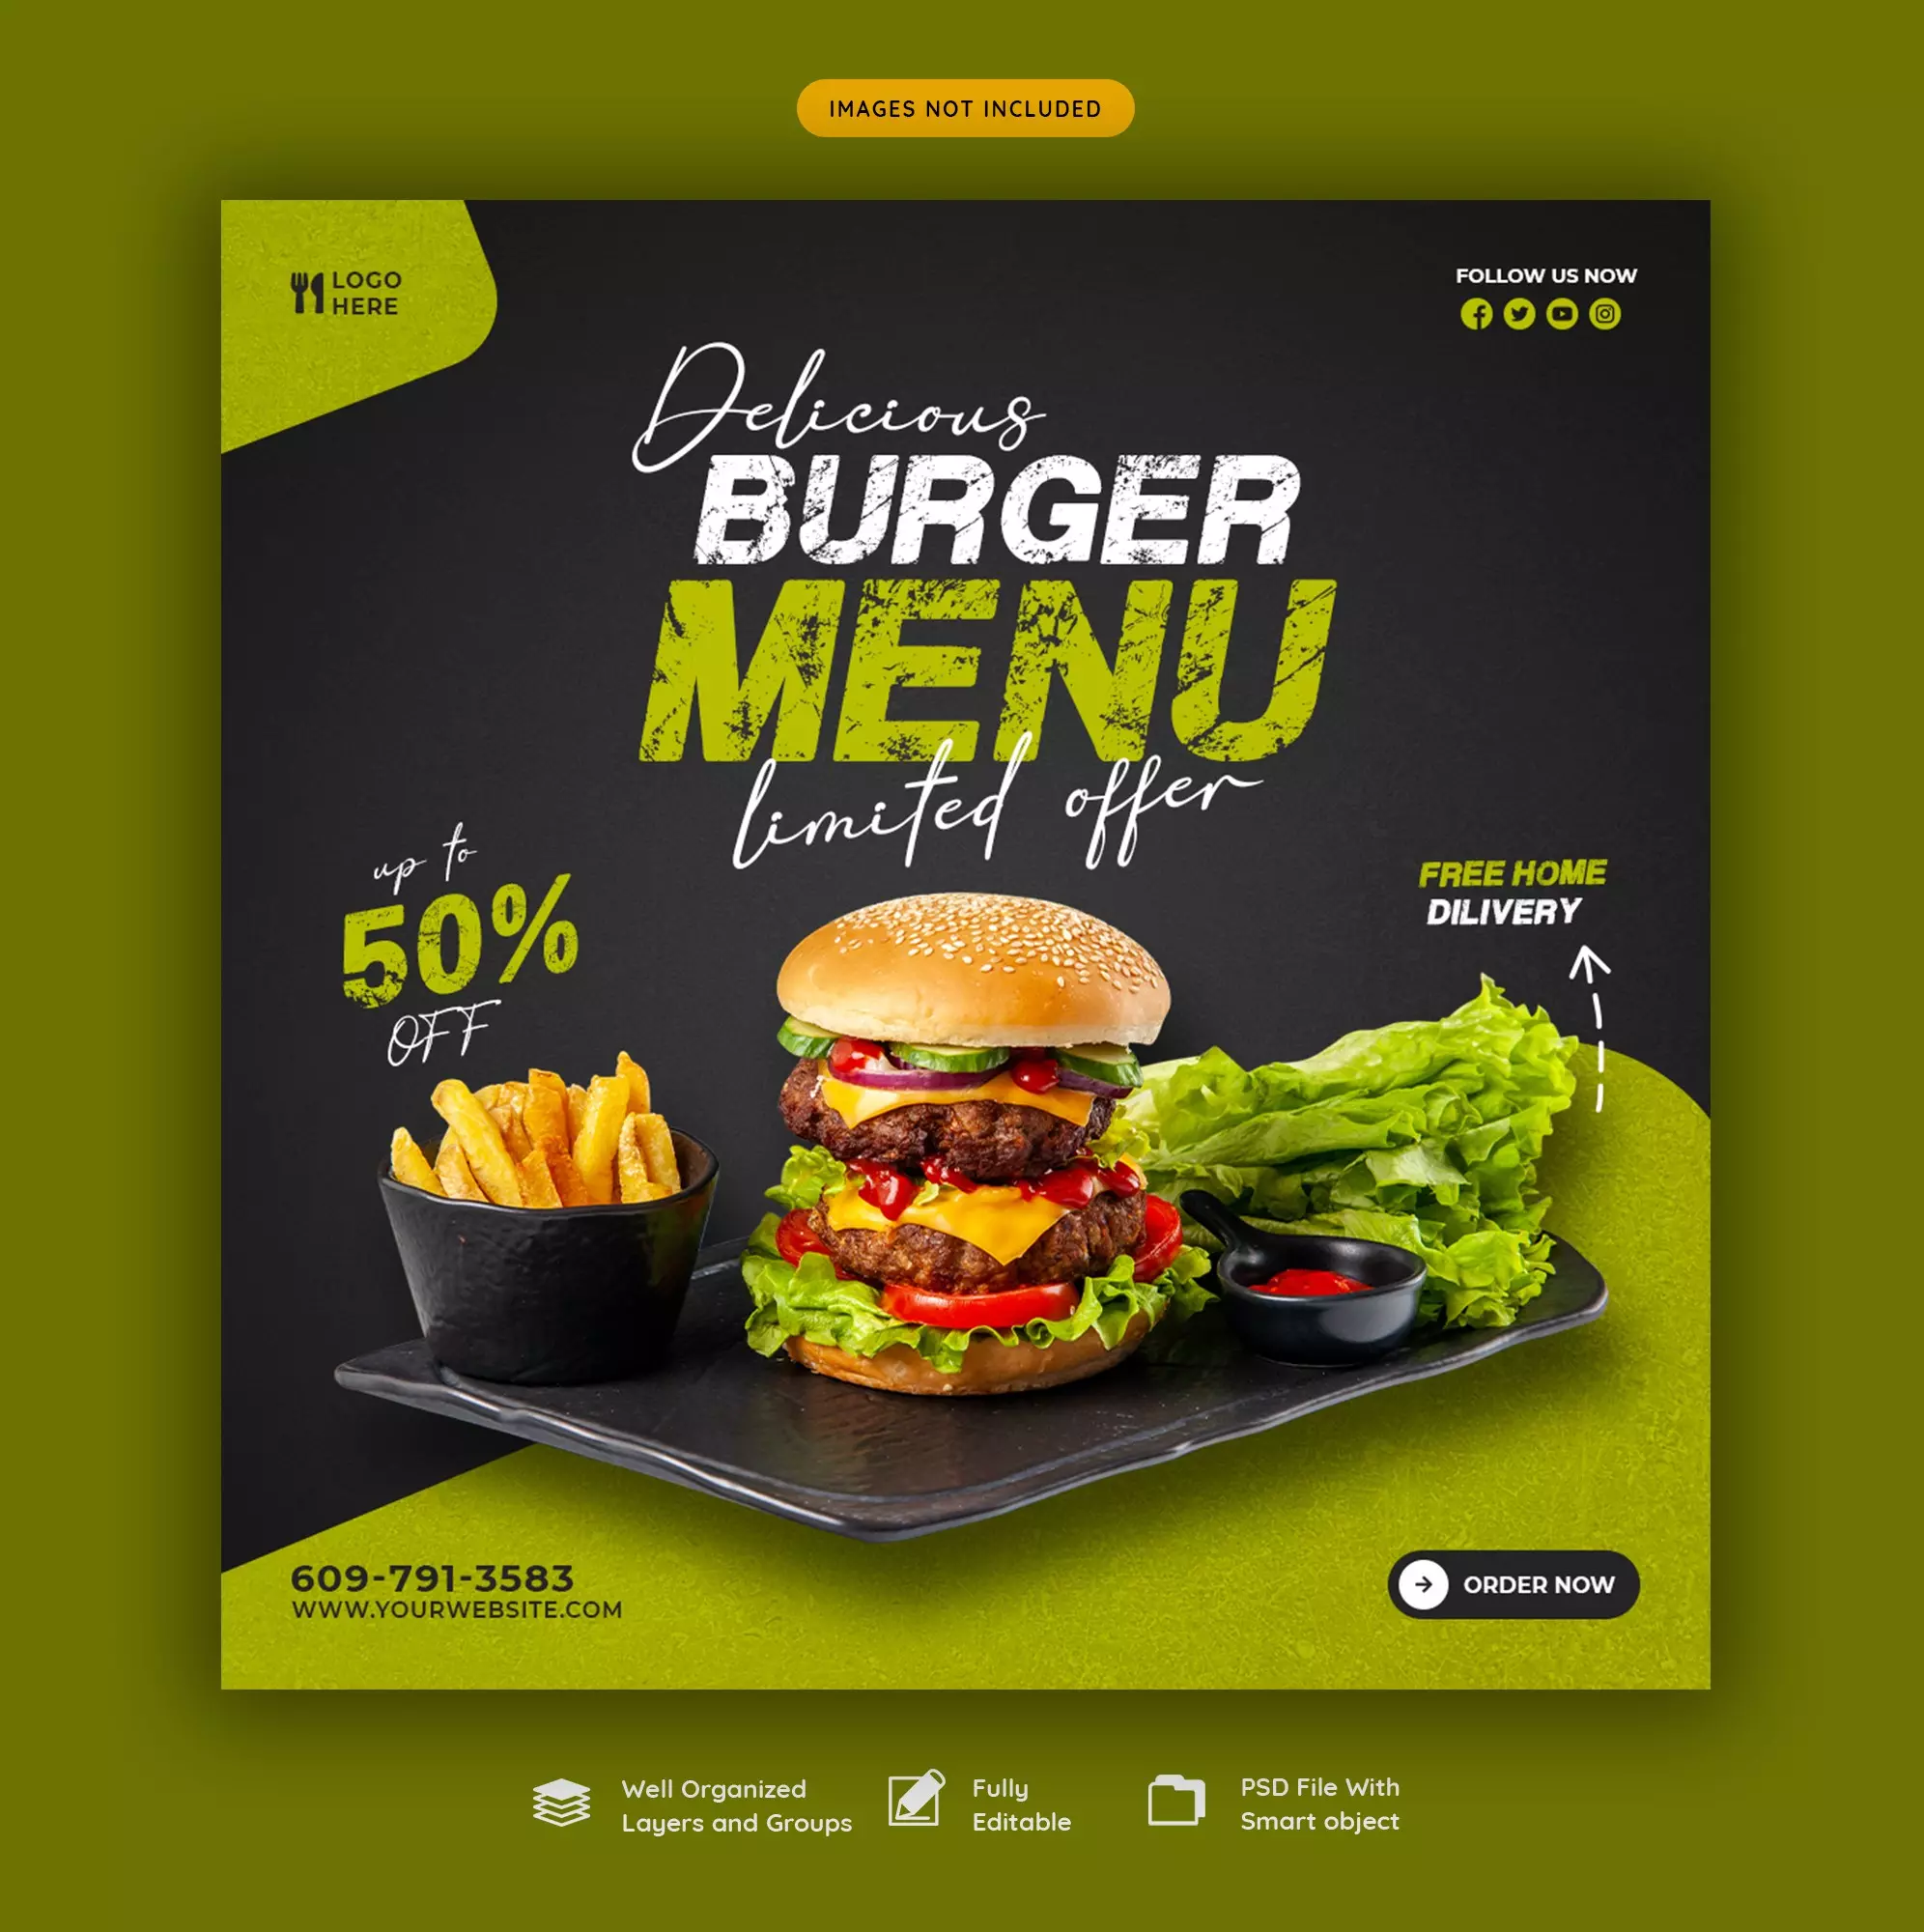 IMAGES NOT INCLUDED
LOGO
HERE
FOLLOW US NOW
Delicious
BURGER
MENU
limited offer
up to
50%
OFF
FREE HOME
DILIVERY
609-791-3583
WWW.YOURWEBSITE.COM
ORDER NOW
Well Organized
Layers and Groups
Fully
Editable
PSD File With
Smart object